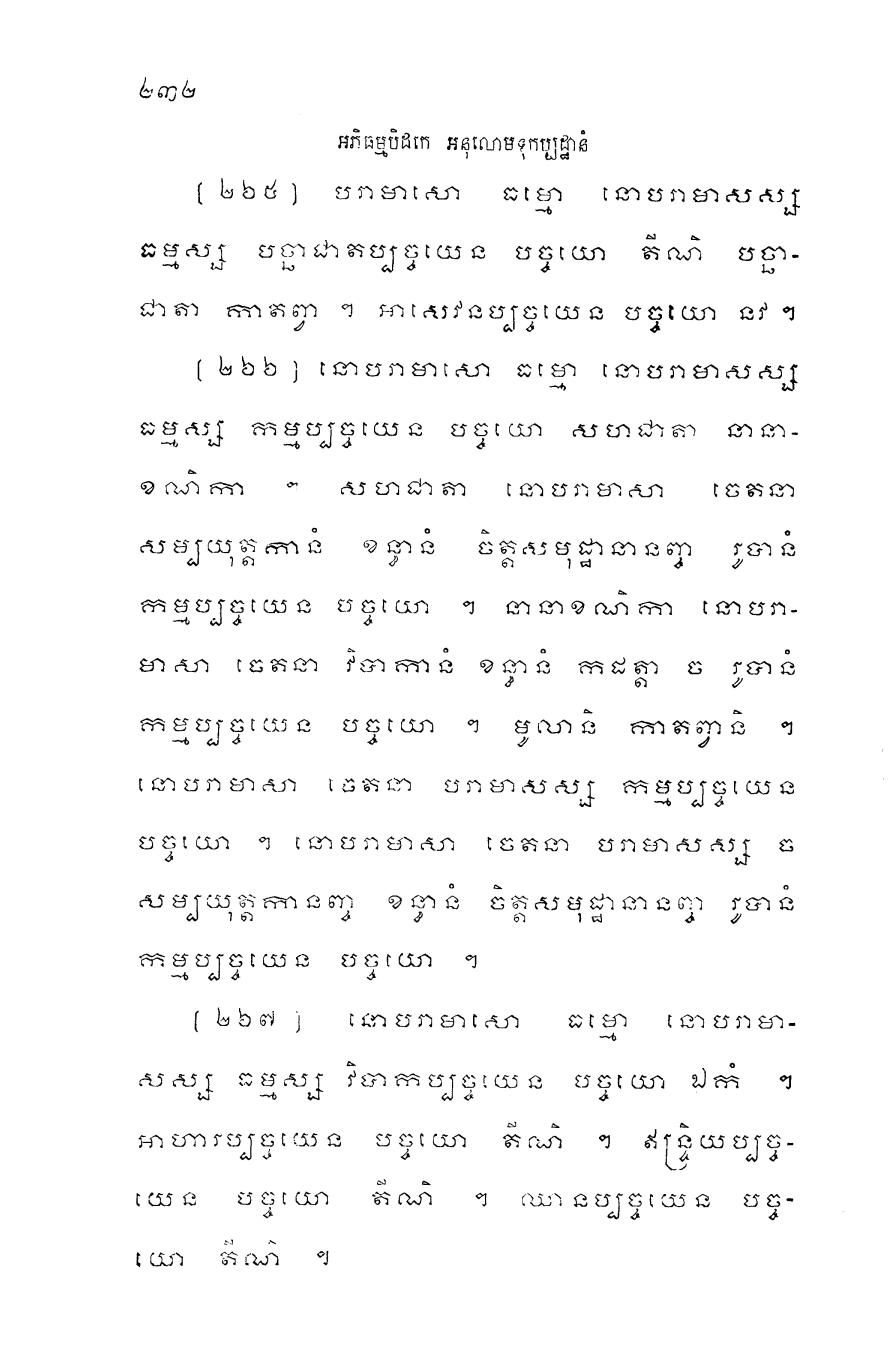 ២៣២
អភិធម្មបិដកេ អនុលោមទុកប្បដ្ឋានំ
[ ២៦៥ ] បរាមាសោ ធម្មោ នោបរាមាសស្ស
ធម្មស្ស បច្ឆាជាតប្បច្ចយេន បច្ចយោ តីណិ បច្ឆា-
ជាតា កាតព្វា ។ អាសេវនប្បច្ចយេន បច្ចយោ នវ ។
[ ២៦៦ ] នោបរាមាសោ ធម្មោ នោបរាមាសស្ស
ធម្មស្ស កម្មប្បច្ចយេន បច្ចយោ សហជាតា នានា-
ខណិកា ។ សហជាតា នោបរាមាសា ចេតនា
សម្បយុត្តកានំ ខន្ធានំ ចិត្តសមុដ្ឋានានញ្ច រូបានំ
កម្មប្បច្ចយេន បច្ចយោ ។ នានាខណិកា នោបរា-
មាសា ចេតនា វិបាកានំ ខន្ធានំ កដត្តា ច រូបានំ
កម្មប្បច្ចយេន បច្ចយោ ។ មូលានិ កាតព្វានិ ។
នោបរាមាសា ចេតនា បរាមាសស្ស កម្មប្បច្ចយេន
បច្ចយោ ។ នោបរាមាសា ចេតនា បរាមាសស្ស ច
សម្បយុត្តកានញ្ច ខន្ធានំ ចិត្តសមុដ្ឋានានញ្ច រូបានំ
កម្មប្បច្ចយេន បច្ចយោ ។
[ ២៦៧ ] នោបរាមាសោ ធម្មោ នោបរាមា-
សស្ស ធម្មស្ស វិបាកប្បច្ចយេន បច្ចយោ ឯកំ ។
អាហារប្បច្ចយេន បច្ចយោ តីណិ ។ ឥន្ទ្រិយប្បច្ច-
យេន បច្ចយោ តីណិ ។ ឈានប្បច្ចយេន បច្ច-
យោ តីណិ ។